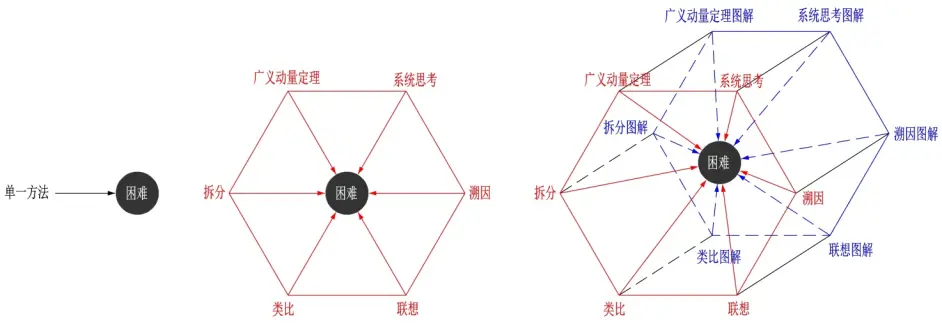 单一方法
困难
广义动量定理
系统思考
拆分
困难
溯因
类比
联想
广义动量定理图解
系统思考图解
广义动量定理
系统思考
拆分图解
溯因图解
困难
拆分
溯因
类比图解
联想图解
类比
联想